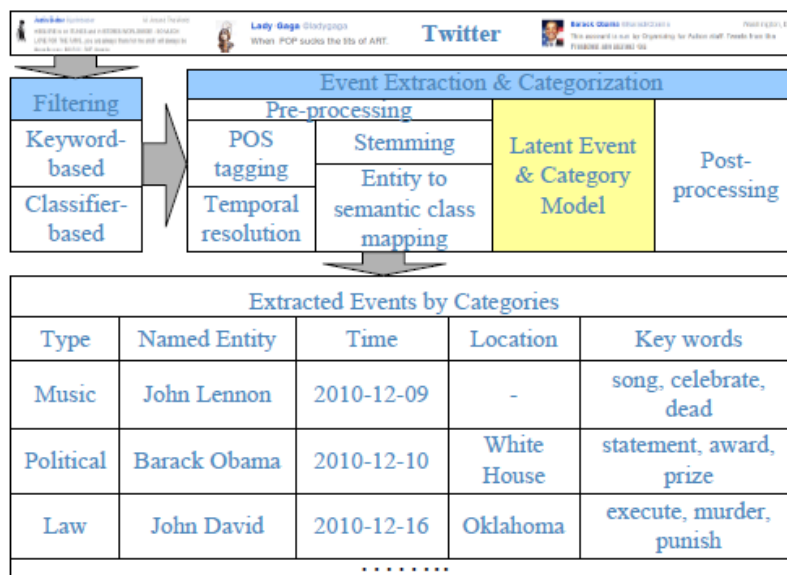 Lady Gaga @ladygaga
When POP sucks the tits of ART.
Twitter
Barack Obama
This account is run by Organizing for Action staff. Tweets from the
Filtering
Keyword-
based
Classifier-
based
Event Extraction & Categorization
Pre-processing
POS
tagging
Temporal
resolution
Stemming
Entity to
semantic class
mapping
Latent Event
& Category
Model
Post-
processing
Extracted Events by Categories
Type Named Entity Time Location Key words
Music John Lennon 2010-12-09 - song, celebrate,
dead
Political Barack Obama 2010-12-10 White
House statement, award,
prize
Law John David 2010-12-16 Oklahoma execute, murder,
punish
. . . . . . . .